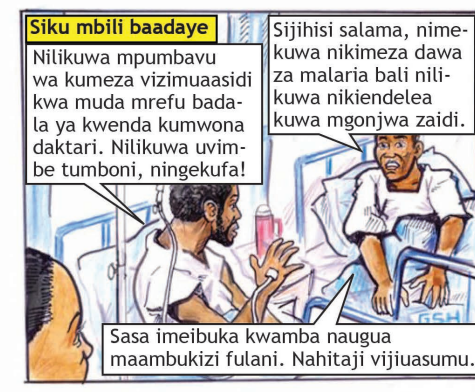 Siku mbili baadaye
Nilikuwa mpumbavu
wa kumeza vizimuaasidi
kwa muda mrefu bada-
la ya kwenda kumwona
daktari. Nilikuwa uvim-
be tumboni, ningekufa!
Sijihisi salama, nime-
kuwa nikimeza dawa
za malaria bali nili-
kuwa nikiendelea
kuwa mgonjwa zaidi.
Sasa imeibuka kwamba naugua
maambukizi fulani. Nahitaji vijiuasumu.
GSH